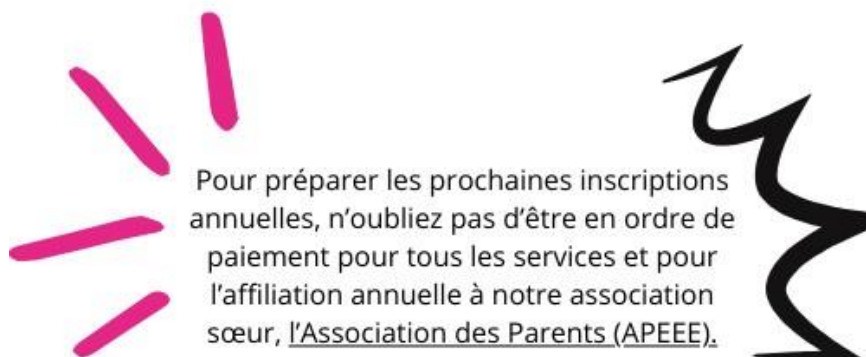 Pour préparer les prochaines inscriptions
annuelles, n’oubliez pas d’être en ordre de
paiement pour tous les services et pour
l’affiliation annuelle à notre association
sœur, l’Association des Parents (APEEE).